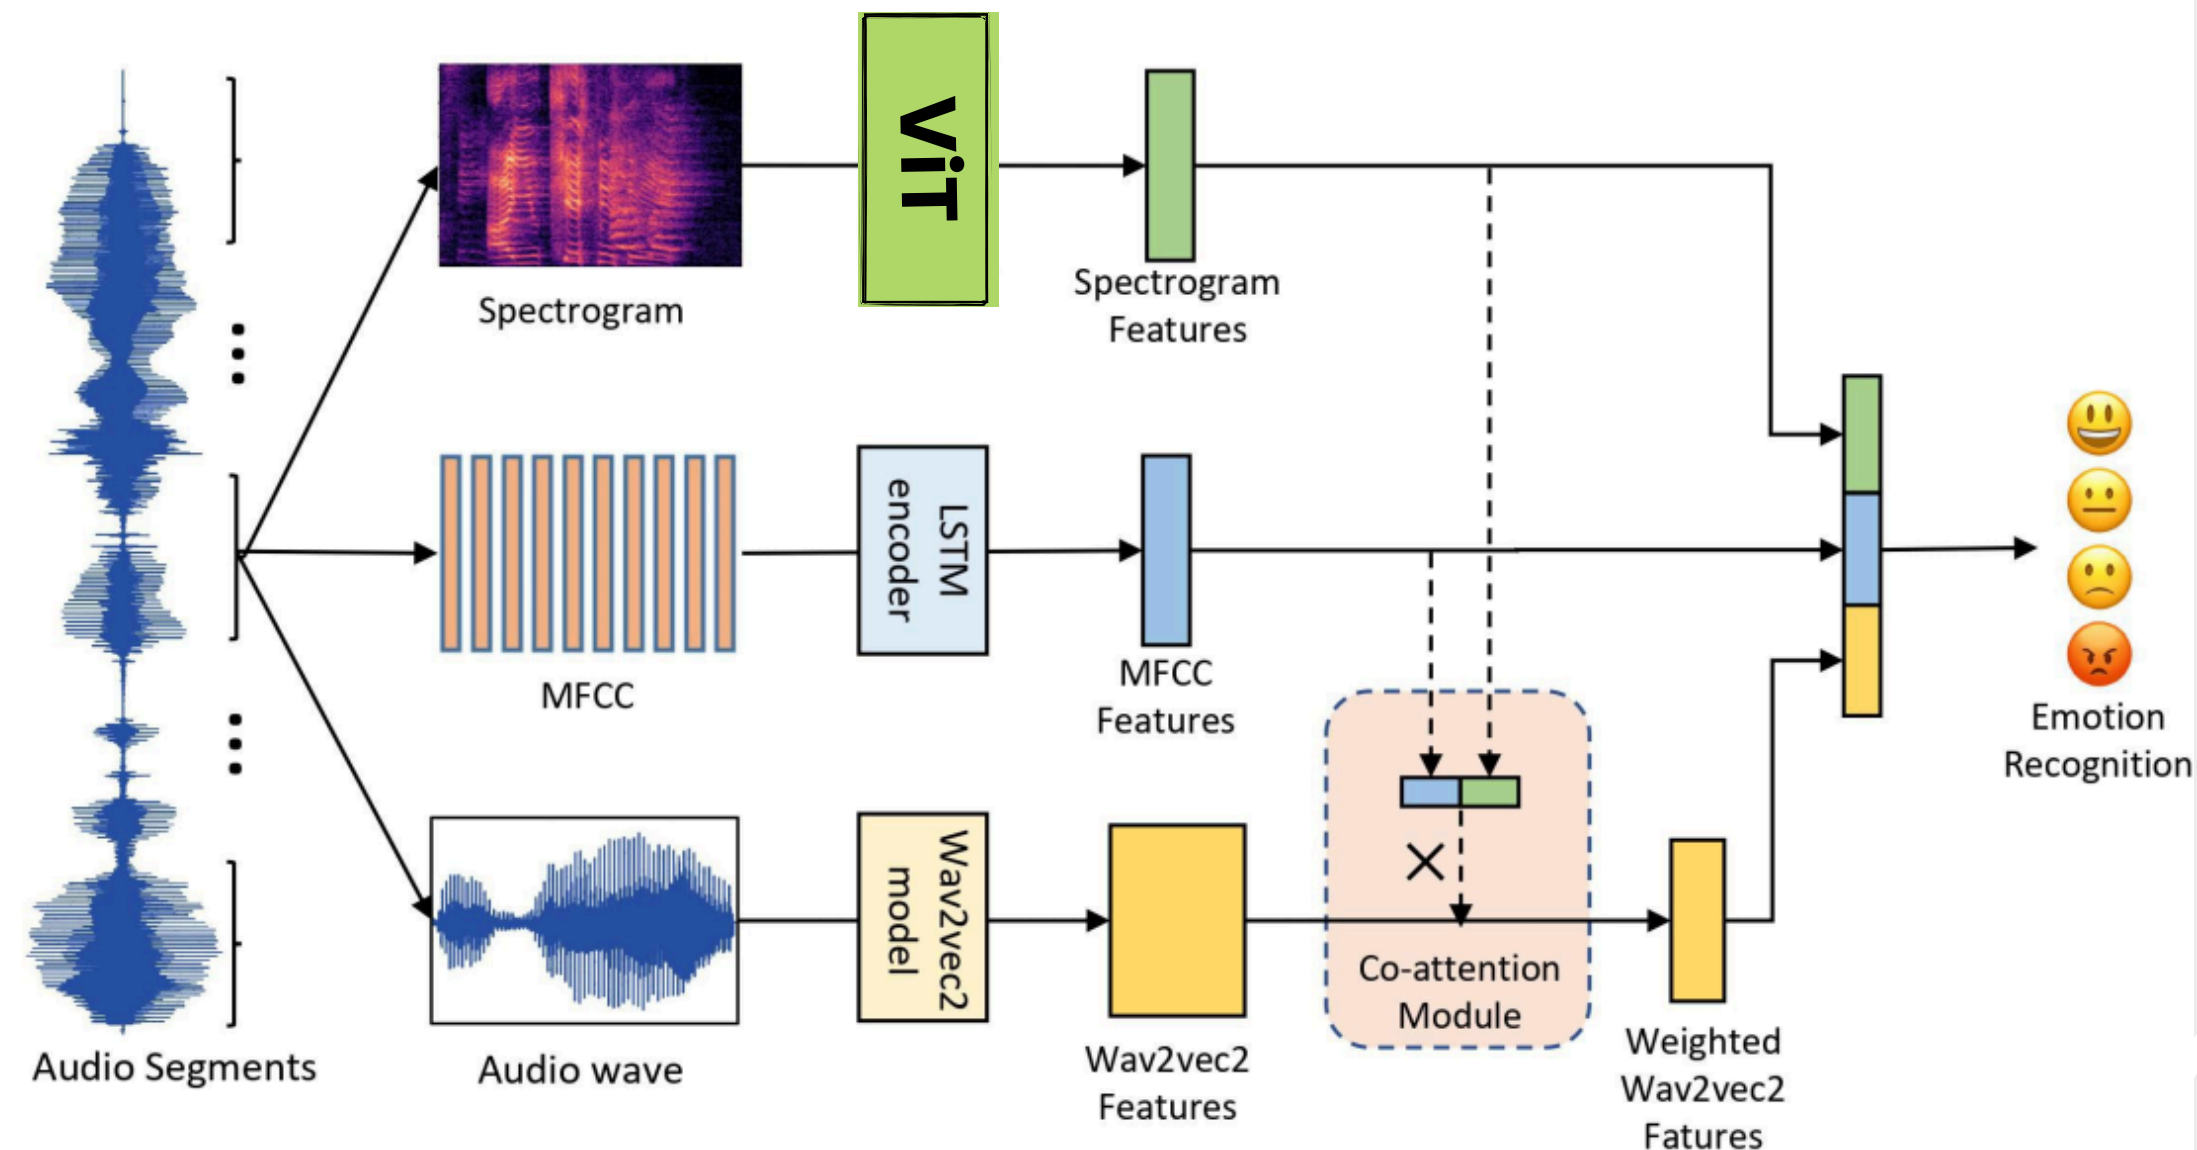 Audio Segments
Spectrogram
ViT
Spectrogram
Features
MFCC
LSTM
encoder
MFCC
Features
Audio wave
Wav2vec2
model
Wav2vec2
Features
Co-attention
Module
Weighted
Wav2vec2
Fatures
Emotion
Recognition